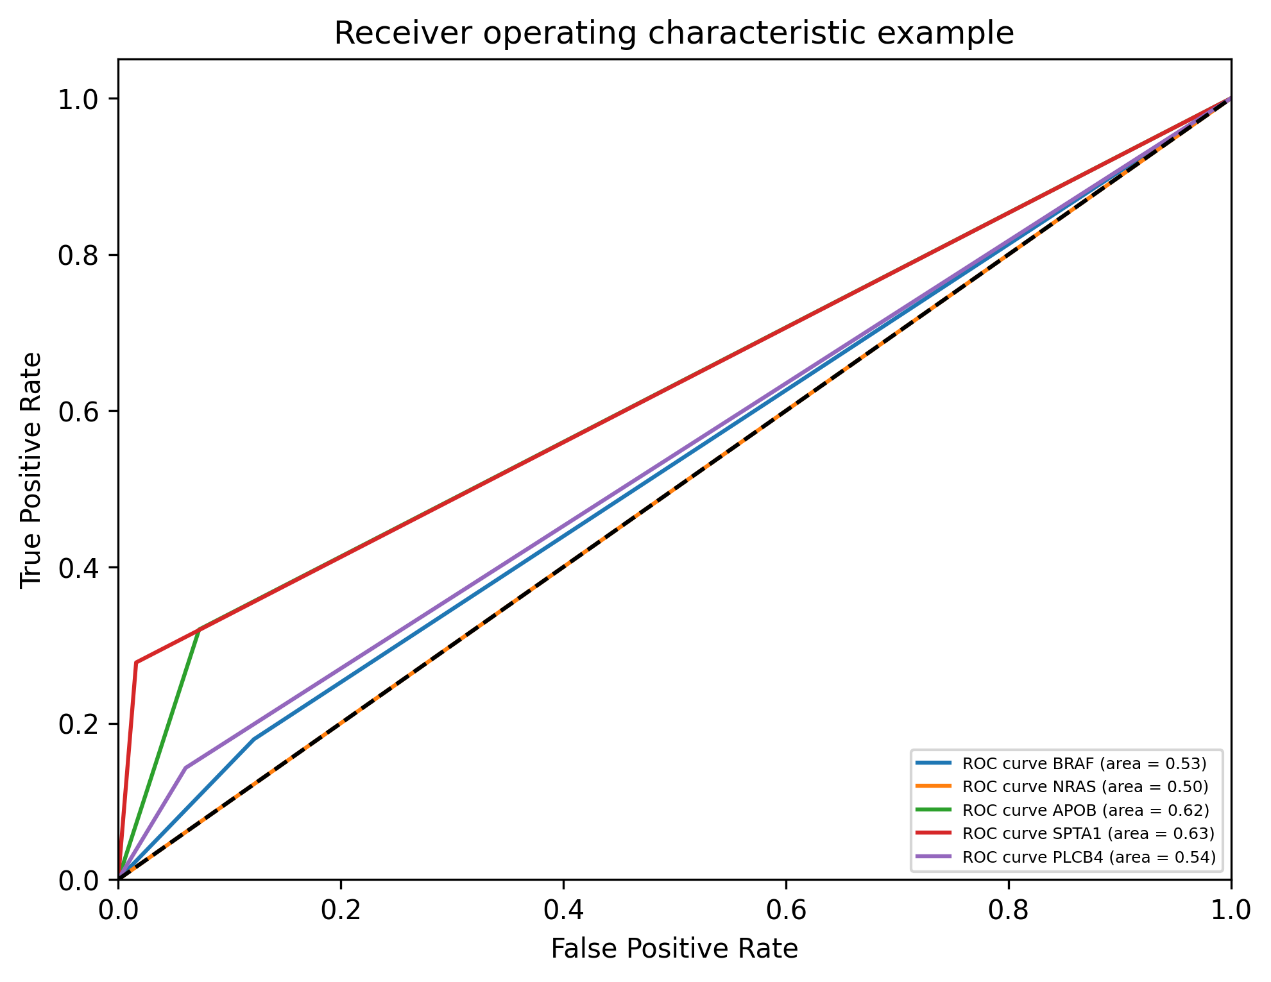 Receiver operating characteristic example
True Positive Rate
1.0
0.8
0.6
0.4
0.2
0.0
ROC curve BRAF (area = 0.53)
ROC curve NRAS (area = 0.50)
ROC curve APOB (area = 0.62)
ROC curve SPTA1 (area = 0.63)
ROC curve PLCB4 (area = 0.54)
0.0 0.2 0.4 0.6 0.8 1.0
False Positive Rate